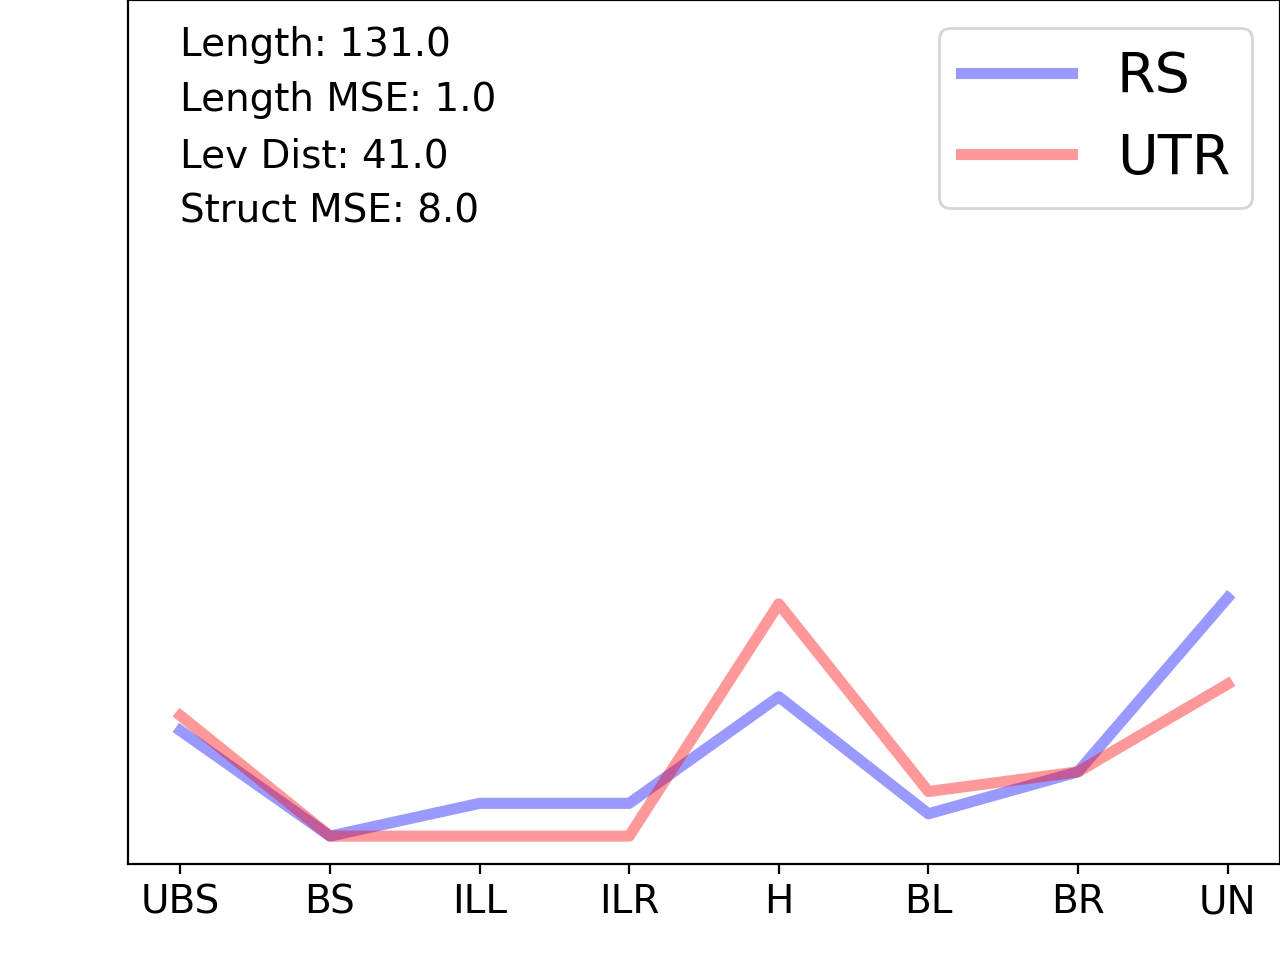 Length: 131.0
Length MSE: 1.0
Lev Dist: 41.0
Struct MSE: 8.0
RS
UTR
UBS BS ILL ILR H BL BR UN